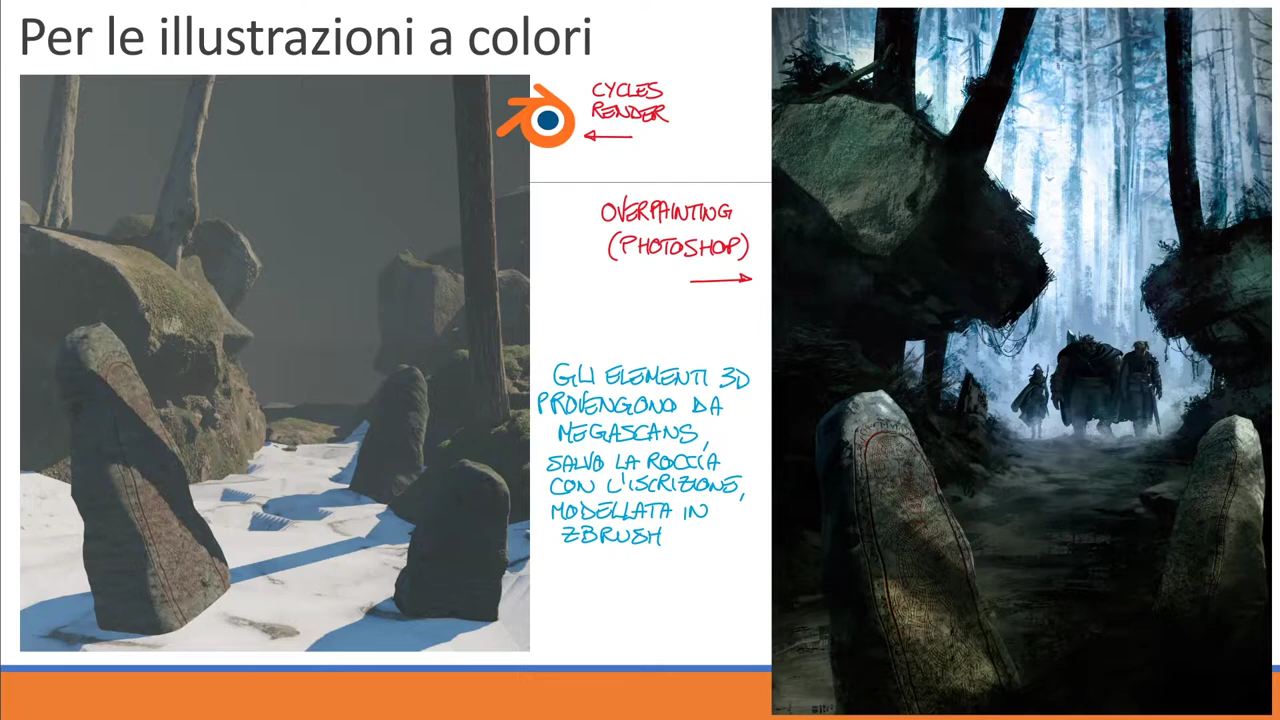 Per le illustrazioni a colori
CYCLES
RENDER
OVERPAINTING
(PHOTOSHOP)
GLI ELEMENTI 3D
PROVENGONO DA
MEGASCANS,
SALVO LA ROCCIA
CON L'ISCRIZIONE,
MODELLATA IN
ZBRUSH